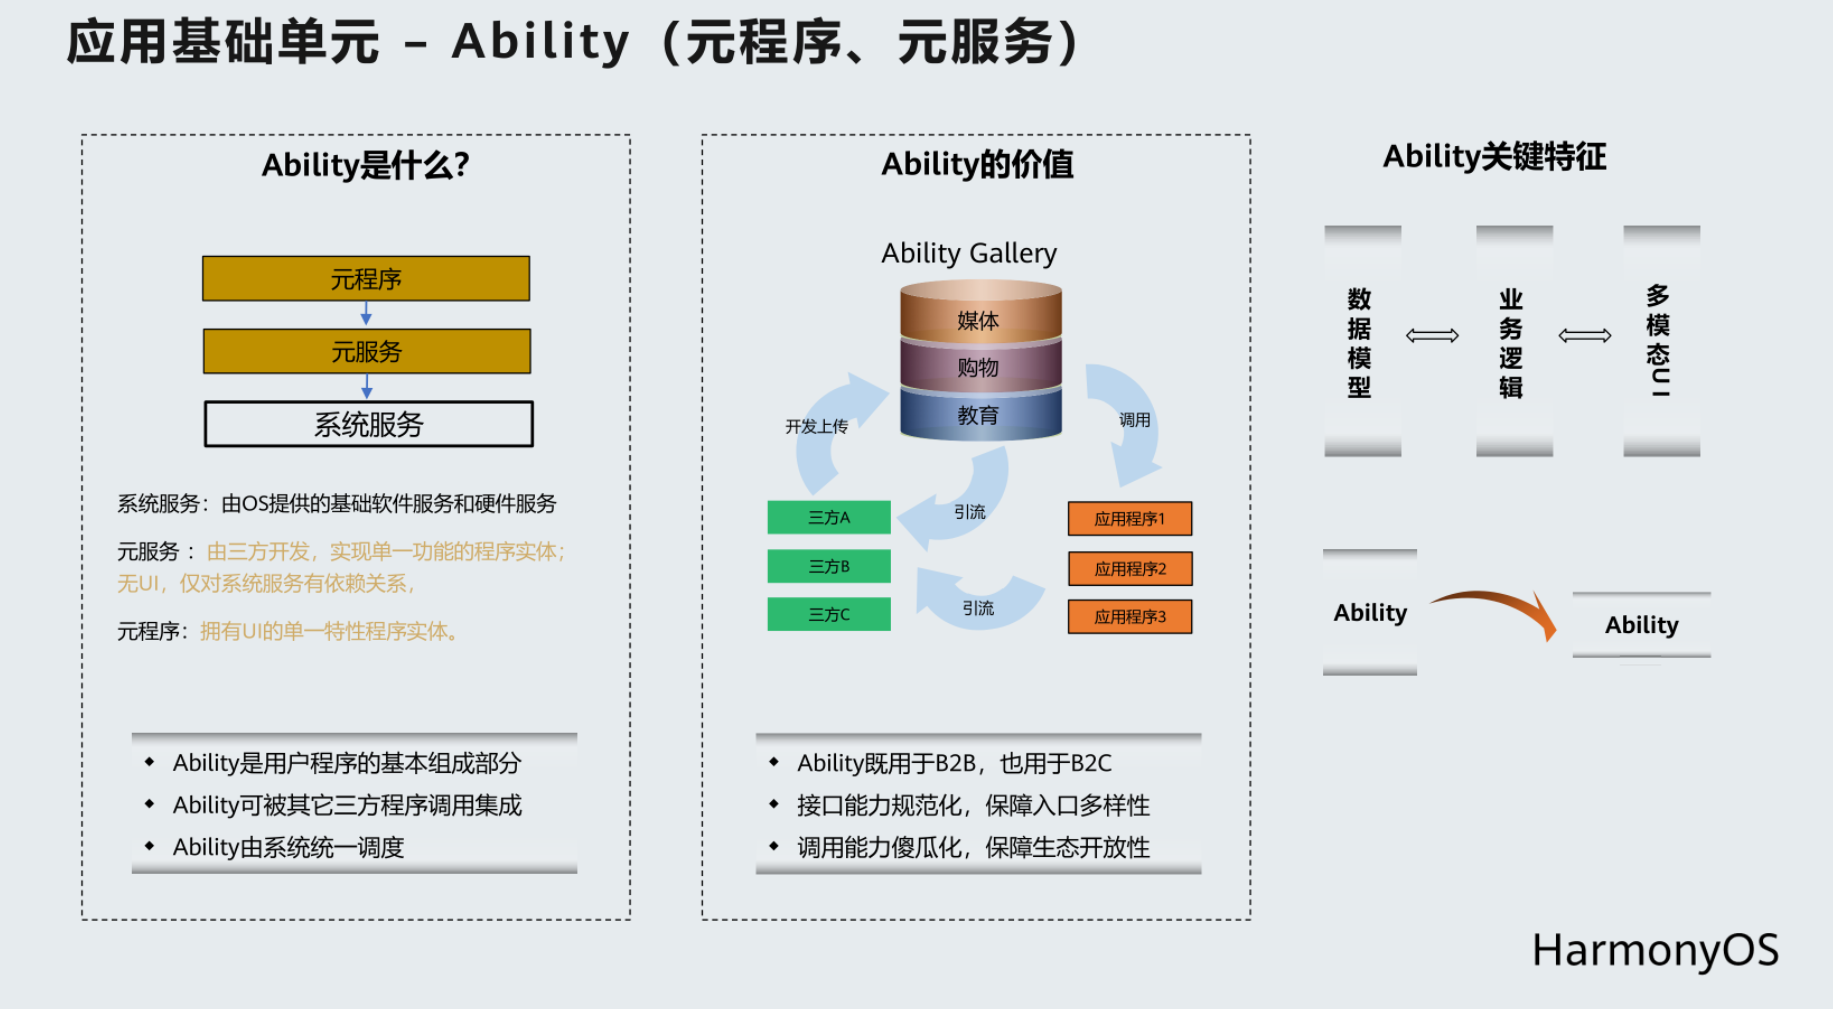 应用基础单元 – Ability（元程序、元服务）
Ability是什么?
元程序
元服务
系统服务
系统服务：由OS提供的基础软件服务和硬件服务
元服务 ：由三方开发，实现单一功能的程序实体；
无UI，仅对系统服务有依赖关系，
元程序：拥有UI的单一特性程序实体。
Ability是用户程序的基本组成部分
Ability可被其它三方程序调用集成
Ability由系统统一调度
Ability的价值
Ability Gallery
媒体
购物
教育
开发上传
调用
引流
三方A
三方B
三方C
应用程序1
应用程序2
应用程序3
引流
Ability既用于B2B，也用于B2C
接口能力规范化，保障入口多样性
调用能力傻瓜化，保障生态开放性
Ability关键特征
数据模型
业务逻辑
多模态UI
Ability
Ability
HarmonyOS